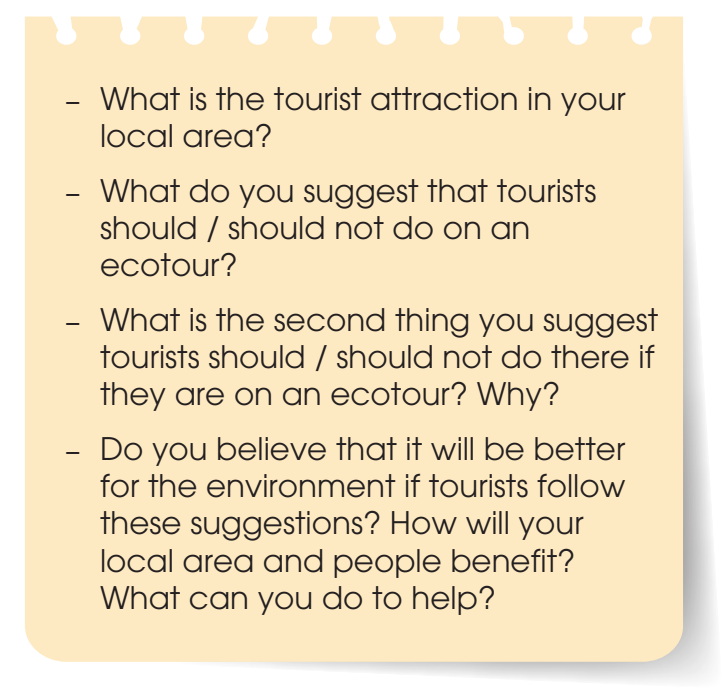 – What is the tourist attraction in your
local area?
– What do you suggest that tourists
should / should not do on an
ecotour?
– What is the second thing you suggest
tourists should / should not do there if
they are on an ecotour? Why?
– Do you believe that it will be better
for the environment if tourists follow
these suggestions? How will your
local area and people benefit?
What can you do to help?